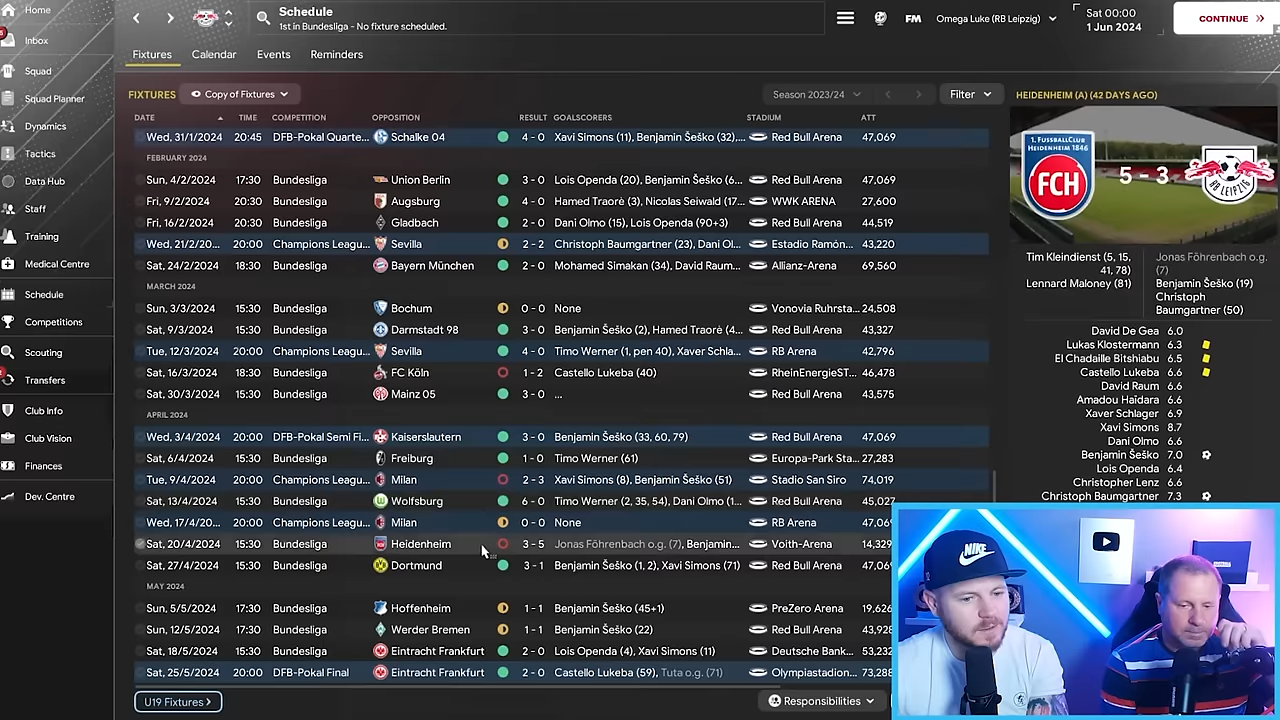 Home
Schedule
1st in Bundesliga - No fixture scheduled.
FM
Omega Luke (RB Leipzig)
Sat 00:00
1 Jun 2024
CONTINUE
Inbox
Squad
Squad Planner
Dynamics
Tactics
Data Hub
Staff
Training
Medical Centre
Schedule
Competitions
Scouting
Transfers
Club Info
Club Vision
Finances
Dev. Centre
Fixtures Calendar Events Reminders
FIXTURES Copy of Fixtures Season 2023/24 Filter
DATE TIME COMPETITION OPPOSITION RESULT GOALSCORERS STADIUM ATT
Wed, 31/1/2024 20:45 DFB-Pokal Quarte... Schalke 04 4 - 0 Xavi Simons (11), Benjamin Šeško (32),... Red Bull Arena 47,069
FEBRUARY 2024
Sun, 4/2/2024 17:30 Bundesliga Union Berlin 3 - 0 Lois Openda (20), Benjamin Šeško (6... Red Bull Arena 47,069
Fri, 9/2/2024 20:30 Bundesliga Augsburg 4 - 0 Hamed Traorè (3), Nicolas Seiwald (17... WWK ARENA 27,600
Fri, 16/2/2024 20:30 Bundesliga Gladbach 2 - 0 Dani Olmo (15), Lois Openda (90+3) Red Bull Arena 44,519
Wed, 21/2/20... 20:00 Champions Leagu... Sevilla 2 - 2 Christoph Baumgartner (23), Dani Ol... Estadio Ramón... 43,220
Sat, 24/2/2024 18:30 Bundesliga Bayern München 2 - 0 Mohamed Simakan (34), David Raum... Allianz-Arena 69,560
MARCH 2024
Sun, 3/3/2024 15:30 Bundesliga Bochum 0 - 0 None Vonovia Ruhrsta... 24,508
Sat, 9/3/2024 15:30 Bundesliga Darmstadt 98 3 - 0 Benjamin Šeško (2), Hamed Traorè (4... Red Bull Arena 43,327
Tue, 12/3/2024 20:00 Champions Leagu... Sevilla 4 - 0 Timo Werner (1, pen 40), Xaver Schla... RB Arena 42,796
Sat, 16/3/2024 18:30 Bundesliga FC Köln 1 - 2 Castello Lukeba (40) RheinEnergieST... 46,478
Sat, 30/3/2024 15:30 Bundesliga Mainz 05 3 - 0 ... Red Bull Arena 43,575
APRIL 2024
Wed, 3/4/2024 20:00 DFB-Pokal Semi Fi... Kaiserslautern 3 - 0 Benjamin Šeško (33, 60, 79) Red Bull Arena 47,069
Sat, 6/4/2024 15:30 Bundesliga Freiburg 1 - 0 Timo Werner (61) Europa-Park Sta... 27,283
Tue, 9/4/2024 20:00 Champions Leagu... Milan 2 - 3 Xavi Simons (8), Benjamin Šeško (51) Stadio San Siro 74,019
Sat, 13/4/2024 15:30 Bundesliga Wolfsburg 6 - 0 Timo Werner (2, 35, 54), Dani Olmo (1... Red Bull Arena 45,027
Wed, 17/4/20... 20:00 Champions Leagu... Milan 0 - 0 None RB Arena 47,069
Sat, 20/4/2024 15:30 Bundesliga Heidenheim 3 - 5 Jonas Föhrenbach o.g. (7), Benjamin... Voith-Arena 14,329
Sat, 27/4/2024 15:30 Bundesliga Dortmund 3 - 1 Benjamin Šeško (1, 2), Xavi Simons (71) Red Bull Arena 47,069
MAY 2024
Sun, 5/5/2024 17:30 Bundesliga Hoffenheim 1 - 1 Benjamin Šeško (45+1) PreZero Arena 19,626
Sun, 12/5/2024 15:30 Bundesliga Werder Bremen 1 - 1 Benjamin Šeško (22) Red Bull Arena 43,928
Sat, 18/5/2024 15:30 Bundesliga Eintracht Frankfurt 2 - 0 Lois Openda (4), Xavi Simons (11) Deutsche Bank... 53,232
Sat, 25/5/2024 20:00 DFB-Pokal Final Eintracht Frankfurt 2 - 0 Castello Lukeba (59), Tuta o.g. (71) Olympiastadion... 73,288
U19 Fixtures
Responsibilities
HEIDENHEIM (A) (42 DAYS AGO)
1. FUSSBALLCLUB
HEIDENHEIM 1846
FCH
5 - 3
RB LEIPZIG
Tim Kleindienst (5, 15,
41, 78)
Lennard Maloney (81)
Jonas Föhrenbach o.g.
(7)
Benjamin Šeško (19)
Christoph
Baumgartner (50)
David De Gea 6.0
Lukas Klostermann 6.3
El Chadaille Bitshiabu 6.5
Castello Lukeba 6.6
David Raum 6.6
Amadou Haïdara 6.6
Xaver Schlager 6.9
Xavi Simons 8.7
Dani Olmo 6.6
Benjamin Šeško 7.0
Lois Openda 6.4
Christopher Lenz 6.6
Christoph Baumgartner 7.3
NIKE